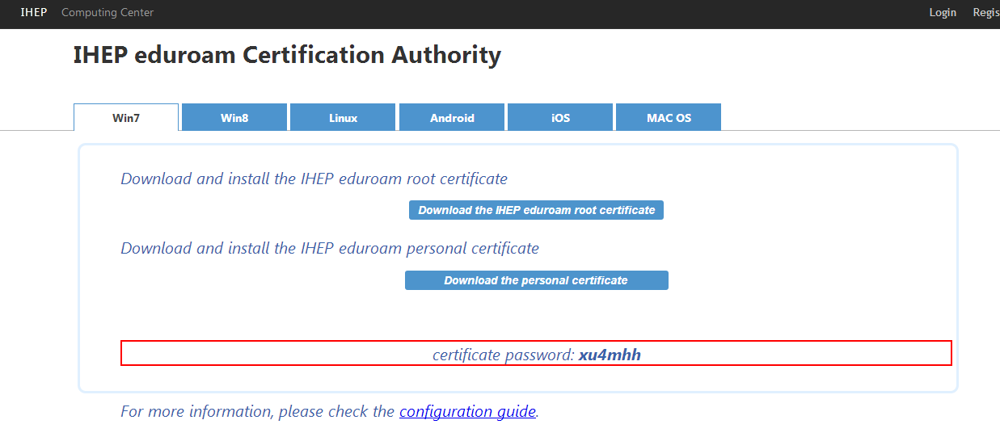 IHEP Computing Center Login Regis
IHEP eduroam Certification Authority
Win7 Win8 Linux Android iOS MAC OS
Download and install the IHEP eduroam root certificate
Download the IHEP eduroam root certificate
Download and install the IHEP eduroam personal certificate
Download the personal certificate
certificate password: xu4mhh
For more information, please check the configuration guide.